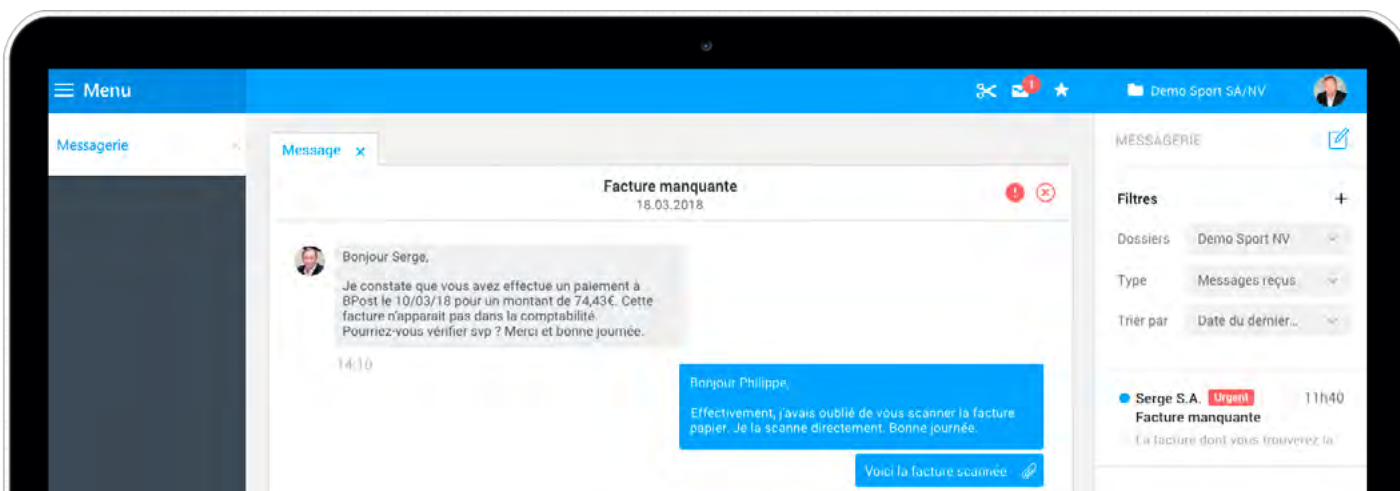 Menu
1
Demo Sport SA/NV
Messagerie
Message x
Facture manquante
18.03.2018
Bonjour Serge,
Je constate que vous avez effectué un paiement à
BPost le 10/03/18 pour un montant de 74,43€. Cette
facture n'apparait pas dans la comptabilité.
Pourriez-vous vérifier svp ? Merci et bonne journée.
14:10
Bonjour Philippe,
Effectivement, j'avais oublié de vous scanner la facture
papier. Je la scanne directement. Bonne journée.
Voici la facture scannée
MESSAGERIE
Filtres +
Dossiers Demo Sport NV
Type Messages reçus
Trier par Date du dernier...
Serge S.A. Urgent 11h40
Facture manquante
La facture dont vous trouverez la